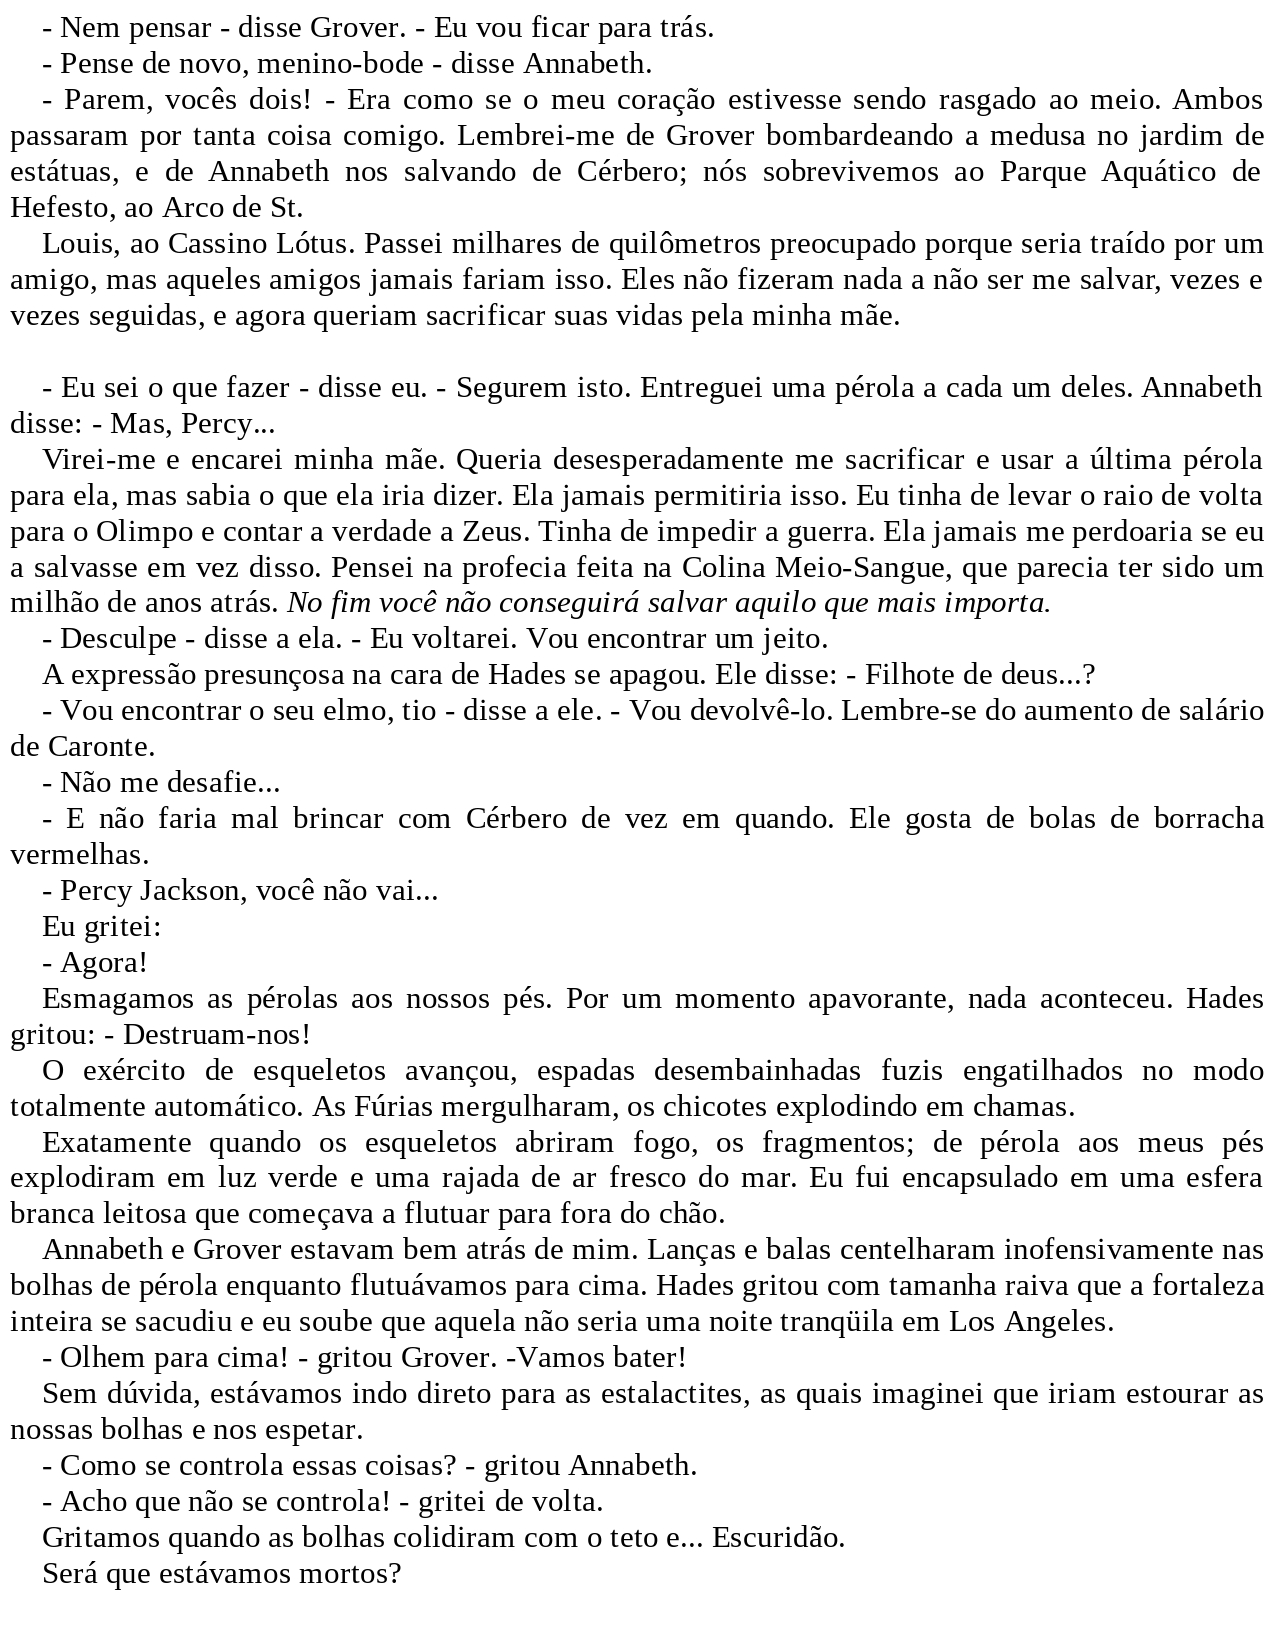 - Nem pensar - disse Grover. - Eu vou ficar para trás.
- Pense de novo, menino-bode - disse Annabeth.
- Parem, vocês dois! - Era como se o meu coração estivesse sendo rasgado ao meio. Ambos
passaram por tanta coisa comigo. Lembrei-me de Grover bombardeando a medusa no jardim de
estátuas, e de Annabeth nos salvando de Cérbero; nós sobrevivemos ao Parque Aquático de
Hefesto, ao Arco de St.
Louis, ao Cassino Lótus. Passei milhares de quilômetros preocupado porque seria traído por um
amigo, mas aqueles amigos jamais fariam isso. Eles não fizeram nada a não ser me salvar, vezes e
vezes seguidas, e agora queriam sacrificar suas vidas pela minha mãe.
- Eu sei o que fazer - disse eu. - Segurem isto. Entreguei uma pérola a cada um deles. Annabeth
disse: - Mas, Percy...
Virei-me e encarei minha mãe. Queria desesperadamente me sacrificar e usar a última pérola
para ela, mas sabia o que ela iria dizer. Ela jamais permitiria isso. Eu tinha de levar o raio de volta
para o Olimpo e contar a verdade a Zeus. Tinha de impedir a guerra. Ela jamais me perdoaria se eu
a salvasse em vez disso. Pensei na profecia feita na Colina Meio-Sangue, que parecia ter sido um
milhão de anos atrás. No fim você não conseguirá salvar aquilo que mais importa.
- Desculpe - disse a ela. - Eu voltarei. Vou encontrar um jeito.
A expressão presunçosa na cara de Hades se apagou. Ele disse: - Filhote de deus...?
- Vou encontrar o seu elmo, tio - disse a ele. - Vou devolvê-lo. Lembre-se do aumento de salário
de Caronte.
- Não me desafie...
- E não faria mal brincar com Cérbero de vez em quando. Ele gosta de bolas de borracha
vermelhas.
- Percy Jackson, você não vai...
Eu gritei:
- Agora!
Esmagamos as pérolas aos nossos pés. Por um momento apavorante, nada aconteceu. Hades
gritou: - Destruam-nos!
O exército de esqueletos avançou, espadas desembainhadas fuzis engatilhados no modo
totalmente automático. As Fúrias mergulharam, os chicotes explodindo em chamas.
Exatamente quando os esqueletos abriram fogo, os fragmentos; de pérola aos meus pés
explodiram em luz verde e uma rajada de ar fresco do mar. Eu fui encapsulado em uma esfera
branca leitosa que começava a flutuar para fora do chão.
Annabeth e Grover estavam bem atrás de mim. Lanças e balas centelharam inofensivamente nas
bolhas de pérola enquanto flutuávamos para cima. Hades gritou com tamanha raiva que a fortaleza
inteira se sacudiu e eu soube que aquela não seria uma noite tranqüila em Los Angeles.
- Olhem para cima! - gritou Grover. -Vamos bater!
Sem dúvida, estávamos indo direto para as estalactites, as quais imaginei que iriam estourar as
nossas bolhas e nos espetar.
- Como se controla essas coisas? - gritou Annabeth.
- Acho que não se controla! - gritei de volta.
Gritamos quando as bolhas colidiram com o teto e... Escuridão.
Será que estávamos mortos?